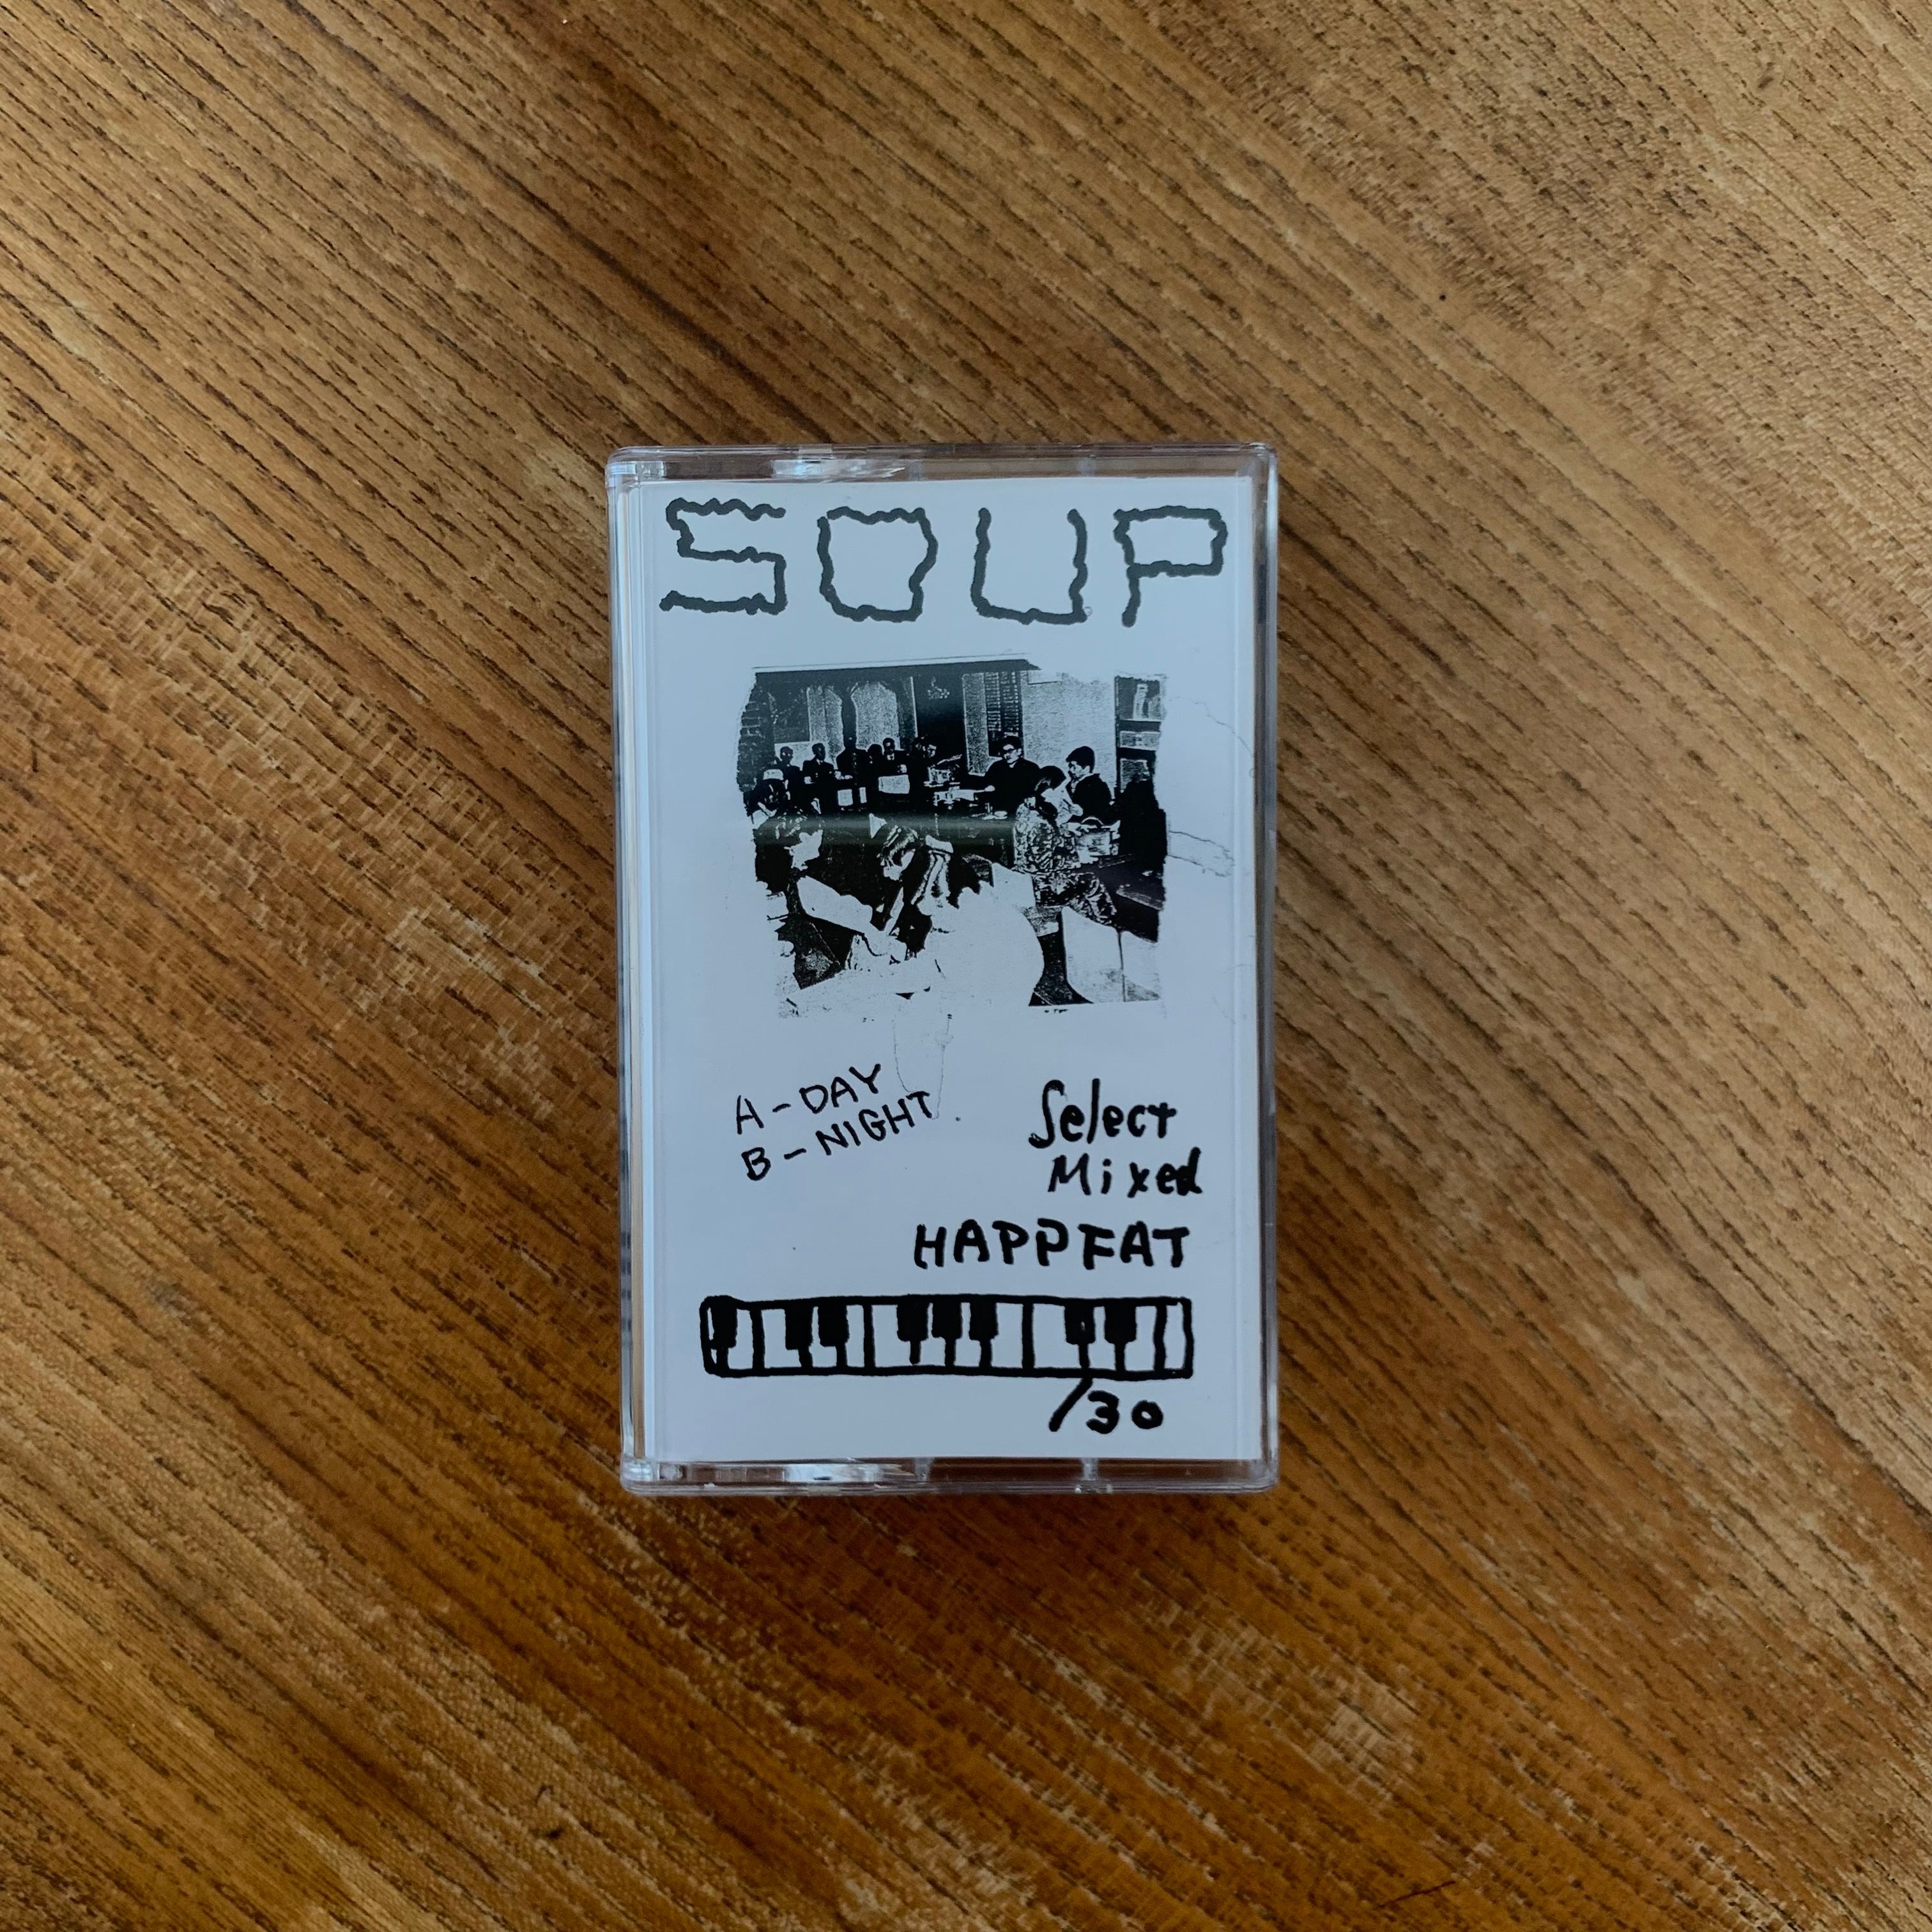 SOUP
A-DAY
B-NIGHT
Select
Mixed
HAPPFAT
/30